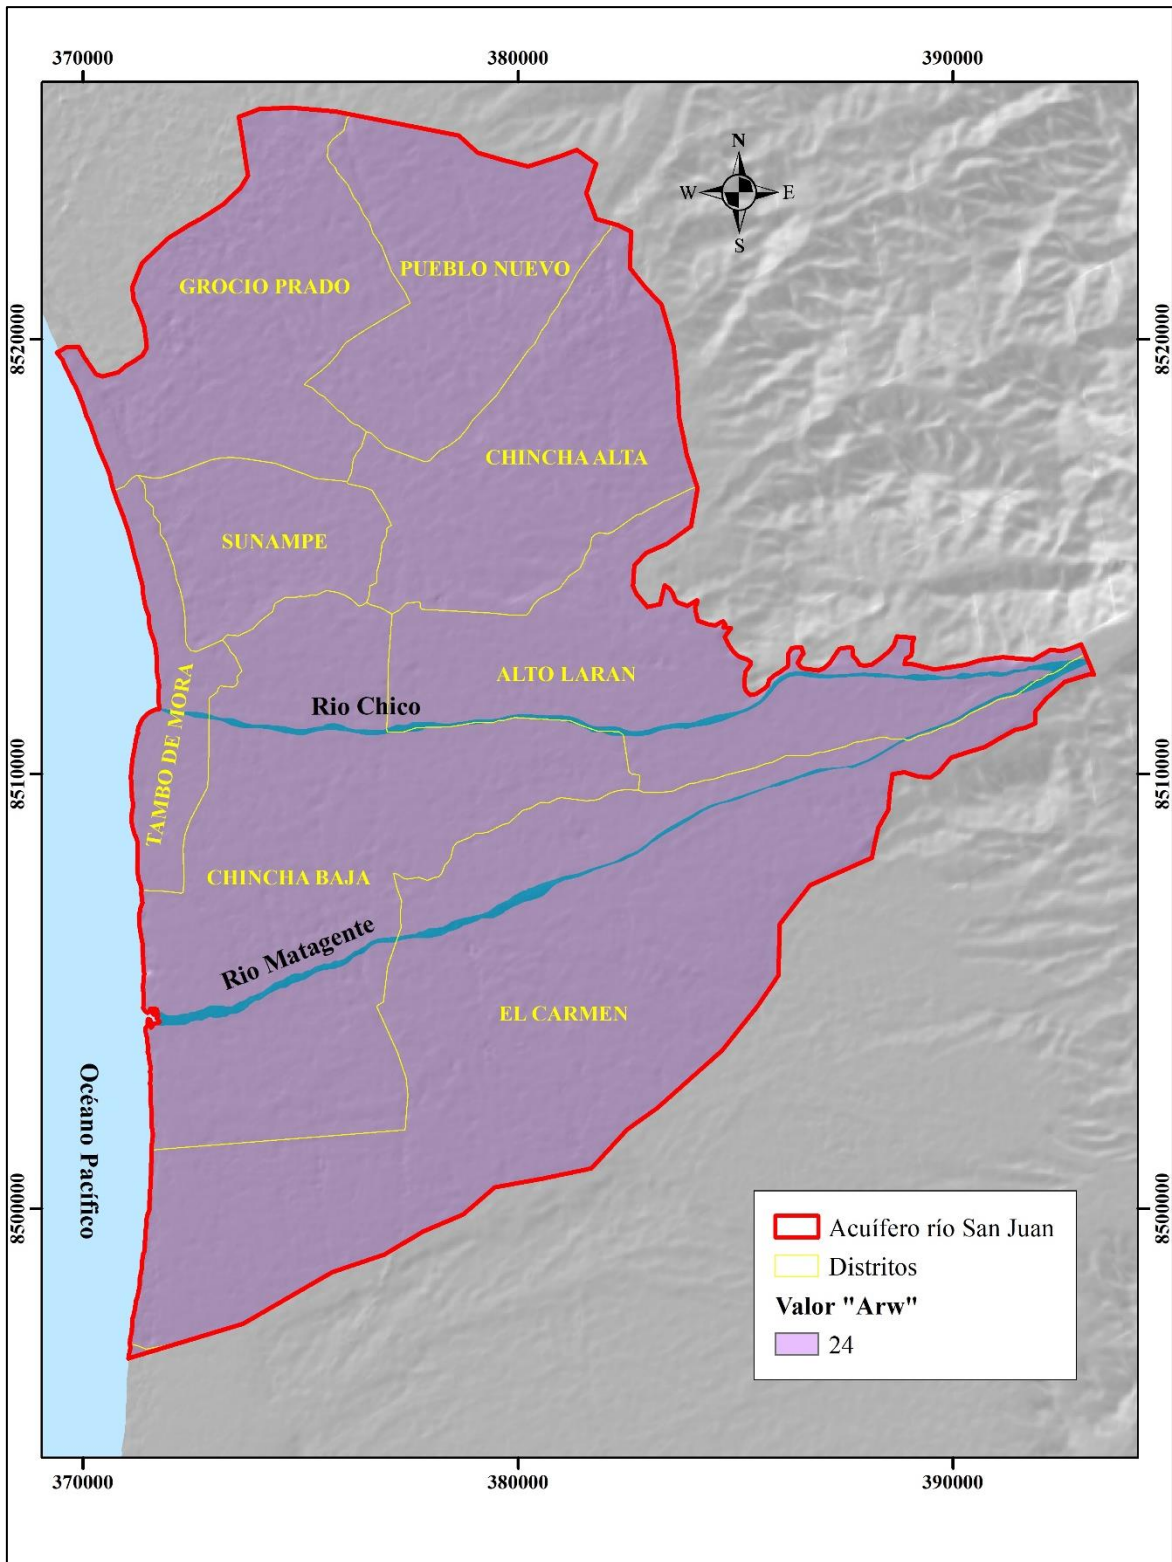 370000
380000
390000
N
W
E
S
PUEBLO NUEVO
GROCIO PRADO
8520000
8520000
CHINCHA ALTA
SUNAMPE
ALTO LARAN
TAMBO DE MORA
Rio Chico
8510000
8510000
CHINCHA BAJA
Rio Matagente
EL CARMEN
Océano Pacífico
8500000
8500000
Acuífero río San Juan
Distritos
Valor "Arw"
24
370000
380000
390000